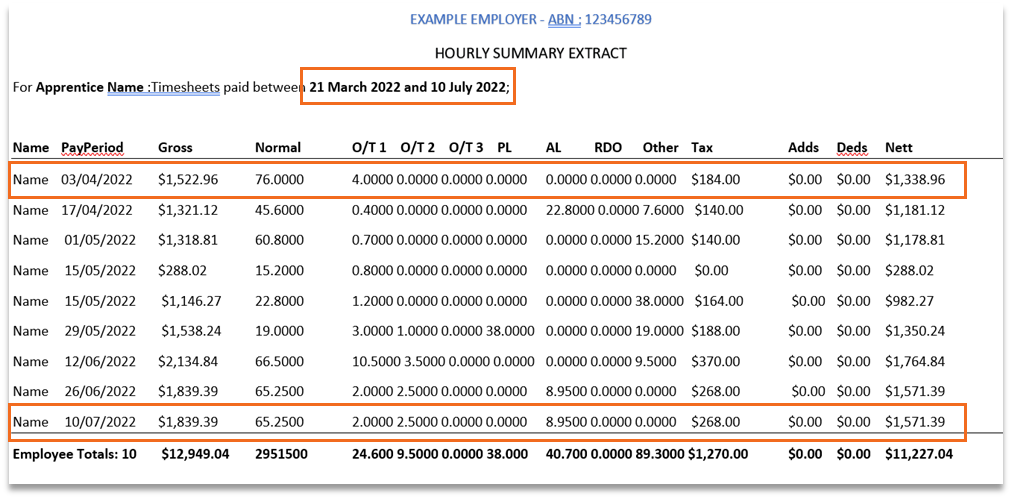 EXAMPLE EMPLOYER - ABN : 123456789
HOURLY SUMMARY EXTRACT
For Apprentice Name :Timesheets paid between 21 March 2022 and 10 July 2022;
Name PayPeriod Gross Normal O/T 1 O/T 2 O/T 3 PL AL RDO Other Tax Adds Deds Nett
Name 03/04/2022 $1,522.96 76.0000 4.0000 0.0000 0.0000 0.0000 0.0000 0.0000 0.0000 $184.00 $0.00 $0.00 $1,338.96
Name 17/04/2022 $1,321.12 45.6000 0.4000 0.0000 0.0000 0.0000 22.8000 0.0000 7.6000 $140.00 $0.00 $0.00 $1,181.12
Name 01/05/2022 $1,318.81 60.8000 0.7000 0.0000 0.0000 0.0000 0.0000 0.0000 15.2000 $140.00 $0.00 $0.00 $1,178.81
Name 15/05/2022 $288.02 15.2000 0.8000 0.0000 0.0000 0.0000 0.0000 0.0000 0.0000 $0.00 $0.00 $0.00 $288.02
Name 15/05/2022 $1,146.27 22.8000 1.2000 0.0000 0.0000 0.0000 0.0000 0.0000 38.0000 $164.00 $0.00 $0.00 $982.27
Name 29/05/2022 $1,538.24 19.0000 3.0000 1.0000 0.0000 38.0000 0.0000 0.0000 19.0000 $188.00 $0.00 $0.00 $1,350.24
Name 12/06/2022 $2,134.84 66.5000 10.5000 3.5000 0.0000 0.0000 0.0000 0.0000 9.5000 $370.00 $0.00 $0.00 $1,764.84
Name 26/06/2022 $1,839.39 65.2500 2.0000 2.5000 0.0000 0.0000 8.9500 0.0000 0.0000 $268.00 $0.00 $0.00 $1,571.39
Name 10/07/2022 $1,839.39 65.2500 2.0000 2.5000 0.0000 0.0000 8.9500 0.0000 0.0000 $268.00 $0.00 $0.00 $1,571.39
Employee Totals: 10 $12,949.04 2951500 24.600 9.5000 0.0000 38.000 40.700 0.0000 89.3000 $1,270.00 $0.00 $0.00 $11,227.04